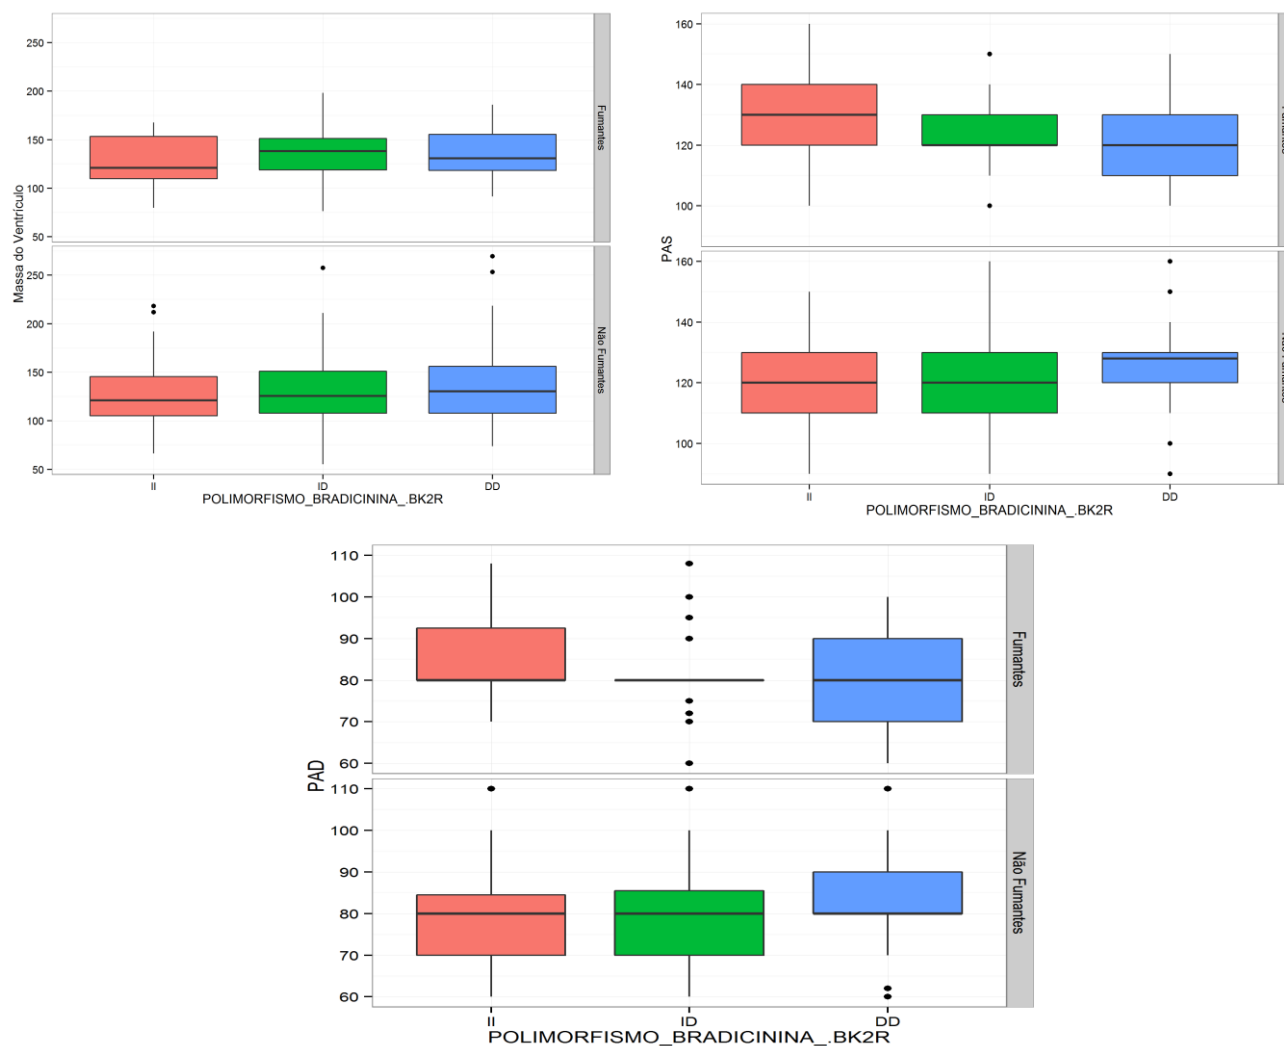 250
200
150
100
50
Fumantes
250
200
150
100
50
Não Fumantes
Massa do Ventrículo
II ID DD
POLIMORFISMO_BRADICININA_.BK2R
160
140
120
100
160
140
120
100
PAS
II ID DD
POLIMORFISMO_BRADICININA_.BK2R
110
100
90
80
70
60
Fumantes
110
100
90
80
70
60
Não Fumantes
PAD
II ID DD
POLIMORFISMO_BRADICININA_.BK2R